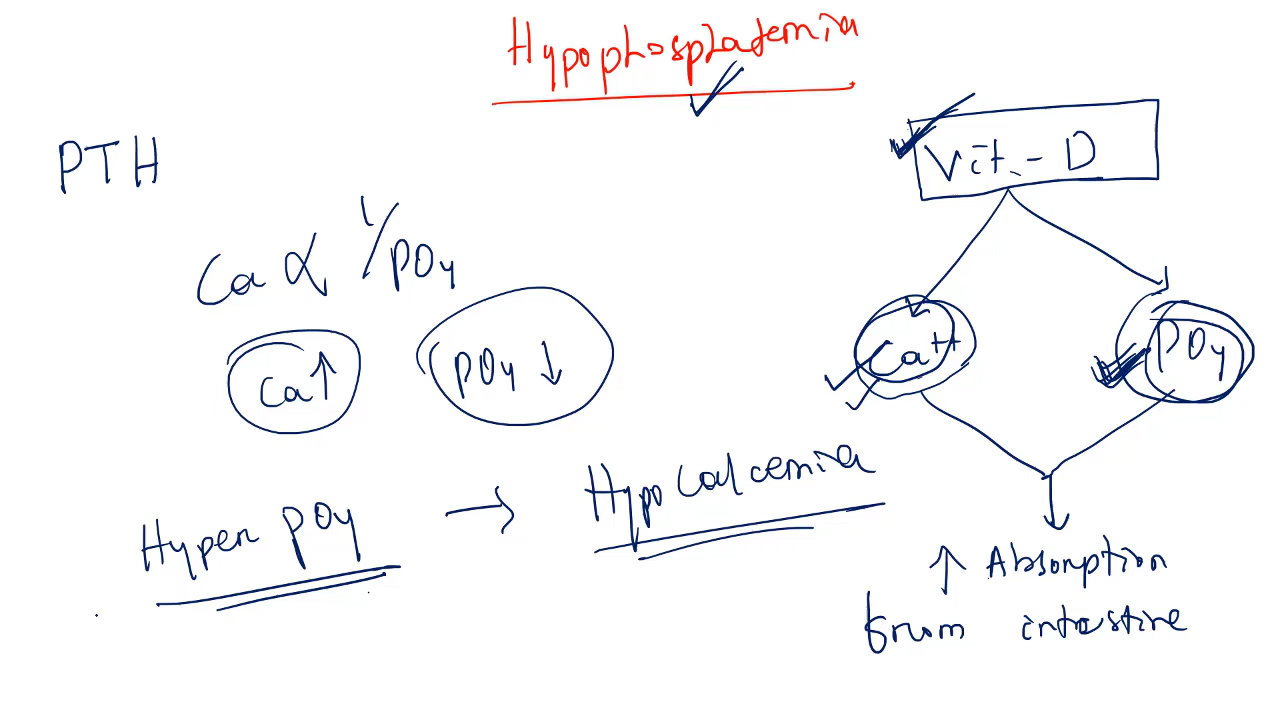 Hypophosphatemia
PTH
Vit. - D
Ca ∝ 1/PO4
Ca↑
PO4 ↓
Ca++
PO4
Hyper PO4 → Hypocalcemia
↑ Absorption
from intestine